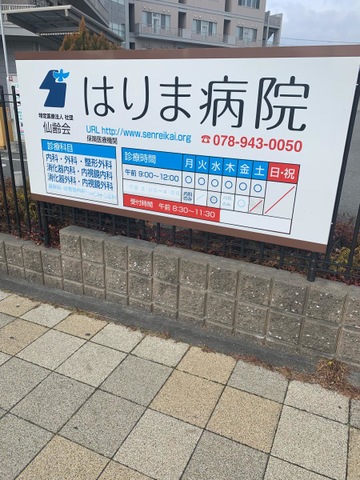 特定医療法人 社団
仙齢会
はりま病院
URL http://www.senreikai.org
保険医療機関
☎ 078-943-0050
診療科目
内科・外科・整形外科
消化器内科・内視鏡内科
消化器外科・内視鏡外科
診療時間 月 火 水 木 金 土 日・祝
午前 9:00~12:00 ○ ○ ○ ○ ○ ○
受付時間 午前 8:30~11:30